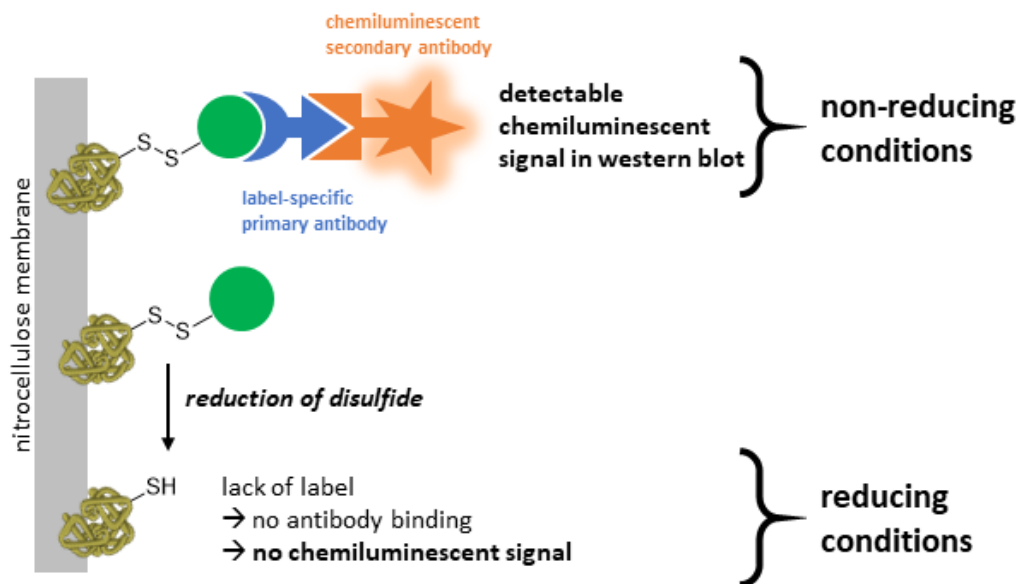 chemiluminescent
secondary antibody
detectable
chemiluminescent
signal in western blot
non-reducing
conditions
S
S
label-specific
primary antibody
nitrocellulose membrane
S
S
reduction of disfulfide
SH
lack of label
→ no antibody binding
→ no chemiluminescent signal
reducing
conditions